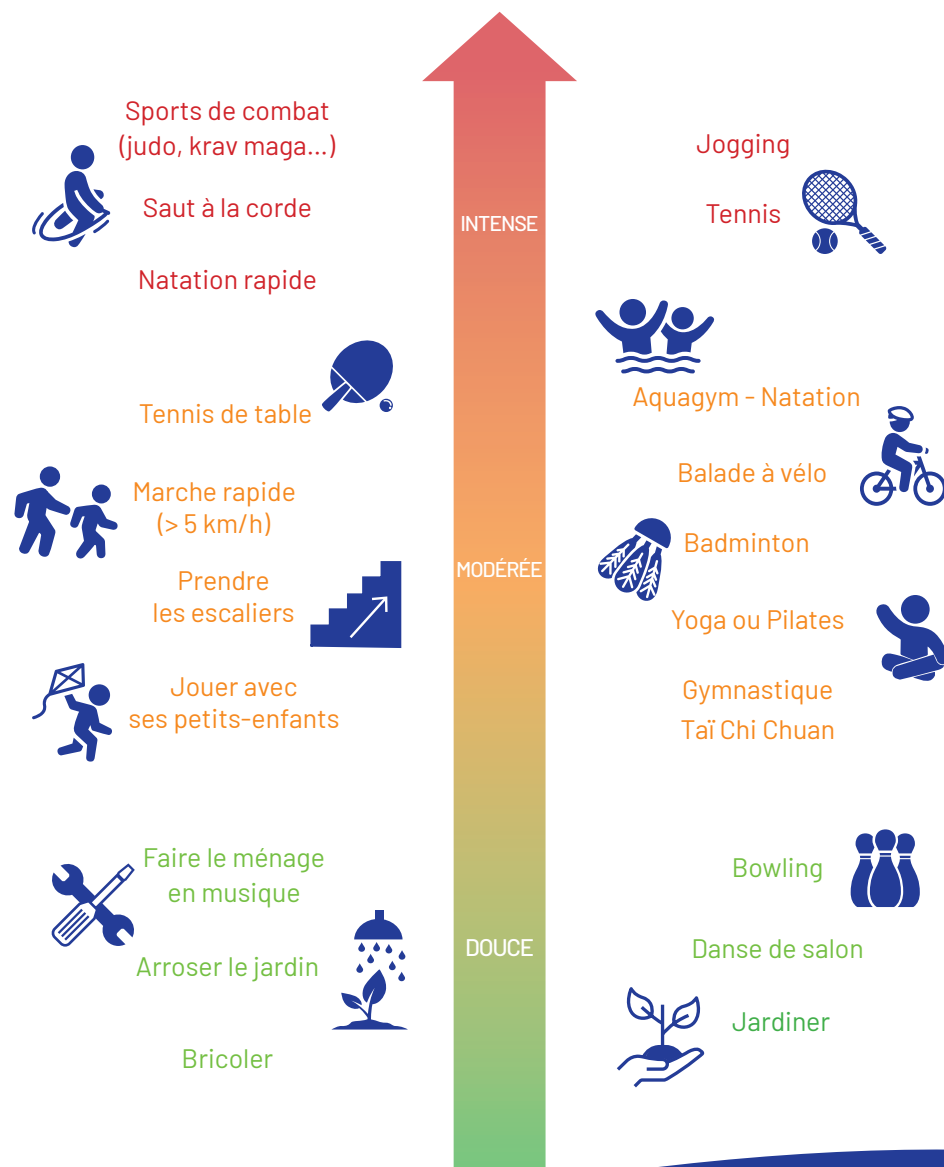 Sports de combat
(judo, krav maga...)
Saut à la corde
Natation rapide
Tennis de table
Marche rapide
(> 5 km/h)
Prendre
les escaliers
Jouer avec
ses petits-enfants
Faire le ménage
en musique
Arroser le jardin
Bricoler
INTENSE
MODÉRÉE
DOUCE
Jogging
Tennis
Aquagym - Natation
Balade à vélo
Badminton
Yoga ou Pilates
Gymnastique
Taï Chi Chuan
Bowling
Danse de salon
Jardiner